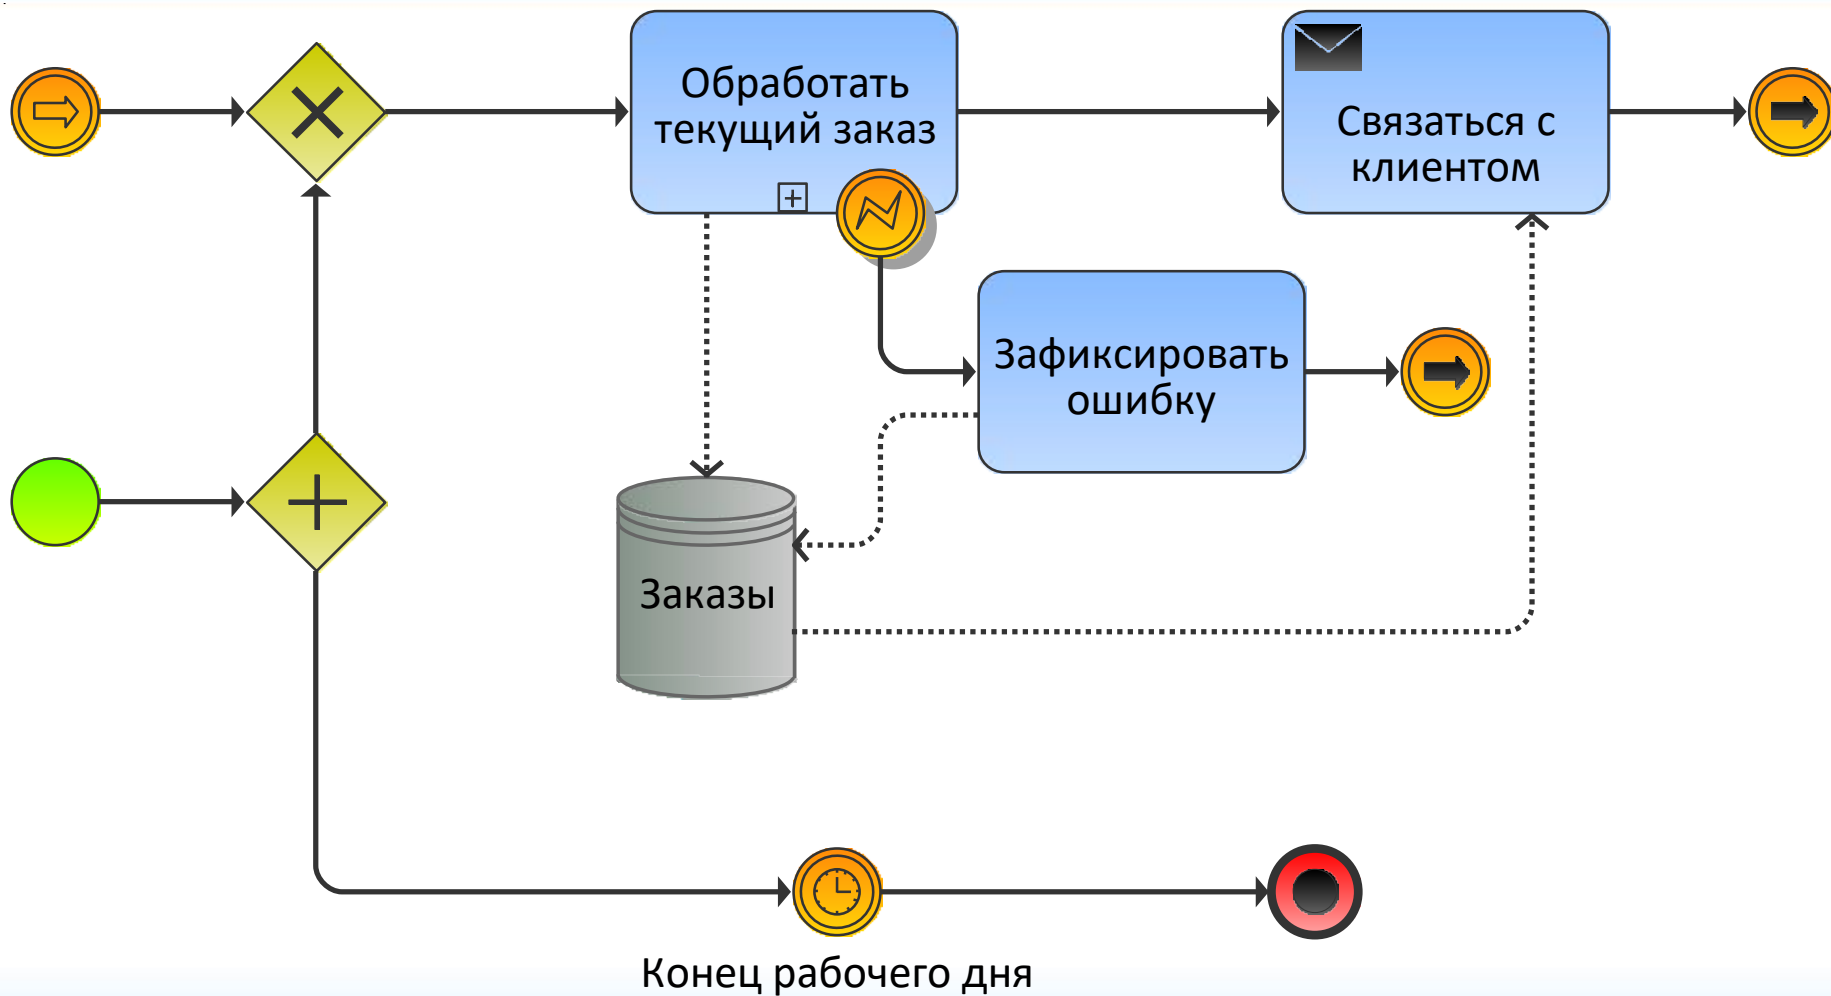 Обработать
текущий заказ
Связаться с
клиентом
Зафиксировать
ошибку
Заказы
Конец рабочего дня